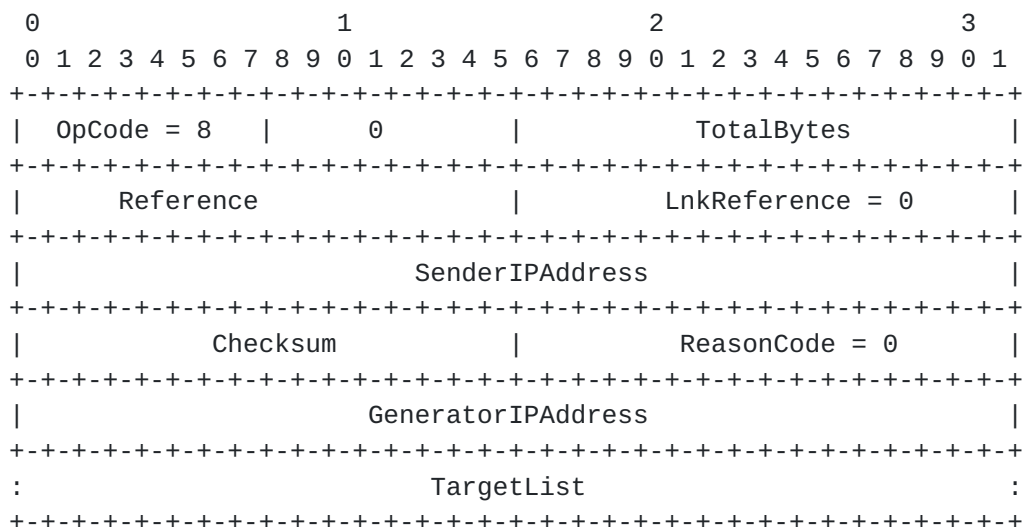 0                   1                   2                   3
 0 1 2 3 4 5 6 7 8 9 0 1 2 3 4 5 6 7 8 9 0 1 2 3 4 5 6 7 8 9 0 1
+-+-+-+-+-+-+-+-+-+-+-+-+-+-+-+-+-+-+-+-+-+-+-+-+-+-+-+-+-+-+-+-+
|  OpCode = 8   |      0        |           TotalBytes          |
+-+-+-+-+-+-+-+-+-+-+-+-+-+-+-+-+-+-+-+-+-+-+-+-+-+-+-+-+-+-+-+-+
|      Reference                |         LnkReference = 0      |
+-+-+-+-+-+-+-+-+-+-+-+-+-+-+-+-+-+-+-+-+-+-+-+-+-+-+-+-+-+-+-+-+
|                         SenderIPAddress                       |
+-+-+-+-+-+-+-+-+-+-+-+-+-+-+-+-+-+-+-+-+-+-+-+-+-+-+-+-+-+-+-+-+
|            Checksum           |          ReasonCode = 0       |
+-+-+-+-+-+-+-+-+-+-+-+-+-+-+-+-+-+-+-+-+-+-+-+-+-+-+-+-+-+-+-+-+
|                      GeneratorIPAddress                       |
+-+-+-+-+-+-+-+-+-+-+-+-+-+-+-+-+-+-+-+-+-+-+-+-+-+-+-+-+-+-+-+-+
:                          TargetList                           :
+-+-+-+-+-+-+-+-+-+-+-+-+-+-+-+-+-+-+-+-+-+-+-+-+-+-+-+-+-+-+-+-+